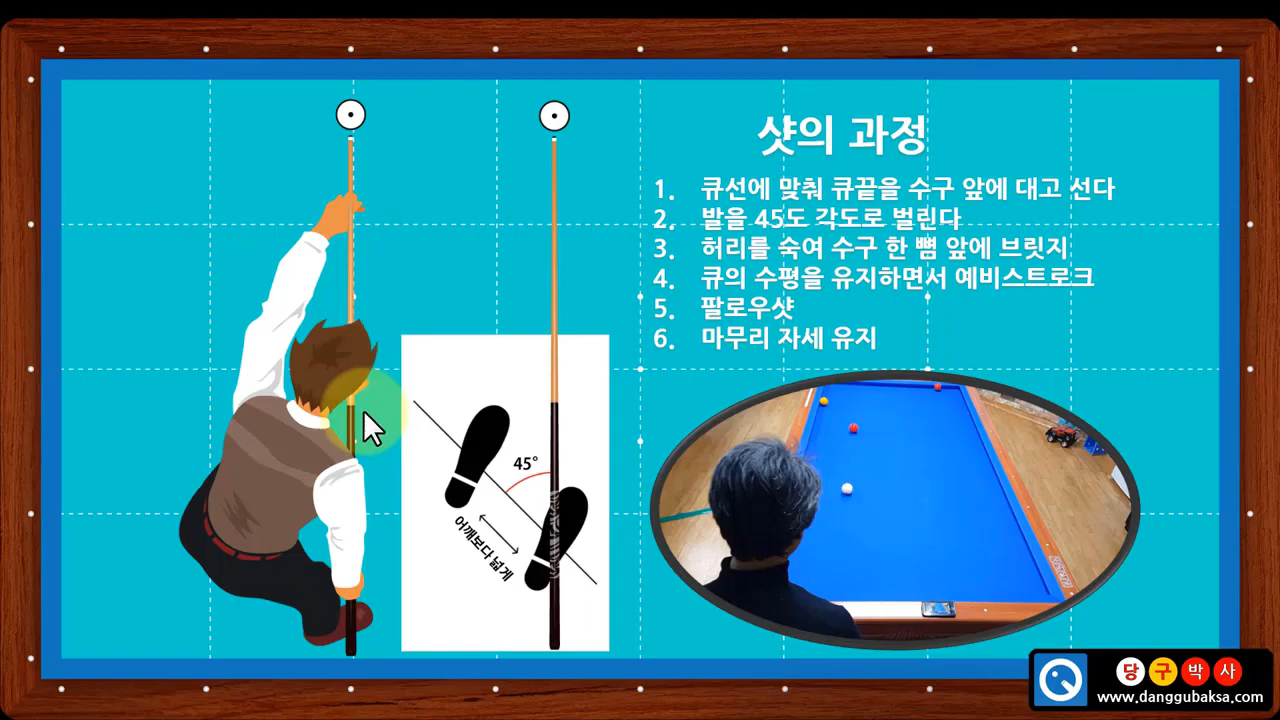 샷의 과정
1. 큐선에 맞춰 큐끝을 수구 앞에 대고 선다
2. 발을 45도 각도로 벌린다
3. 허리를 숙여 수구 한 뼘 앞에 브릿지
4. 큐의 수평을 유지하면서 예비스트로크
5. 팔로우샷
6. 마무리 자세 유지
45°
어깨보다 넓게
당구박사
www.danggubaksa.com